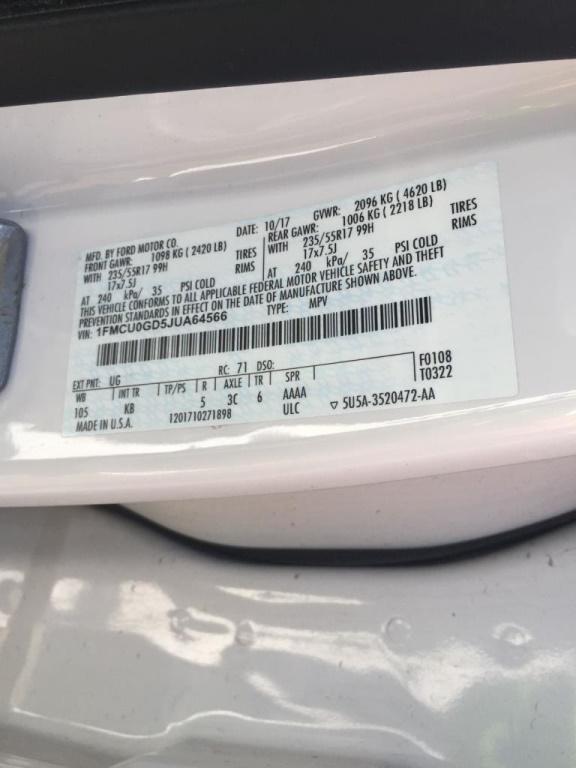 MFD. BY FORD MOTOR CO.
DATE: 10/17 GVWR: 2096 KG ( 4620 LB)
FRONT GAWR: 1098 KG ( 2420 LB) REAR GAWR: 1006 KG ( 2218 LB)
WITH 235/55R17 99H TIRES WITH 235/55R17 99H TIRES
17x7.5J RIMS 17x7.5J RIMS
AT 240 kPa/ 35 PSI COLD AT 240 kPa/ 35 PSI COLD
THIS VEHICLE CONFORMS TO ALL APPLICABLE FEDERAL MOTOR VEHICLE SAFETY AND THEFT
PREVENTION STANDARDS IN EFFECT ON THE DATE OF MANUFACTURE SHOWN ABOVE.
VIN: 1FMCU0GD5JUA64566 TYPE: MPV
EXT PNT: UG RC: 71 DSO:
WB INT TR TP/PS R AXLE TR SPR F0108
105 KB 5 3C 6 AAAA T0322
MADE IN U.S.A. 1201710271898 ULC ▽ 5U5A-3520472-AA